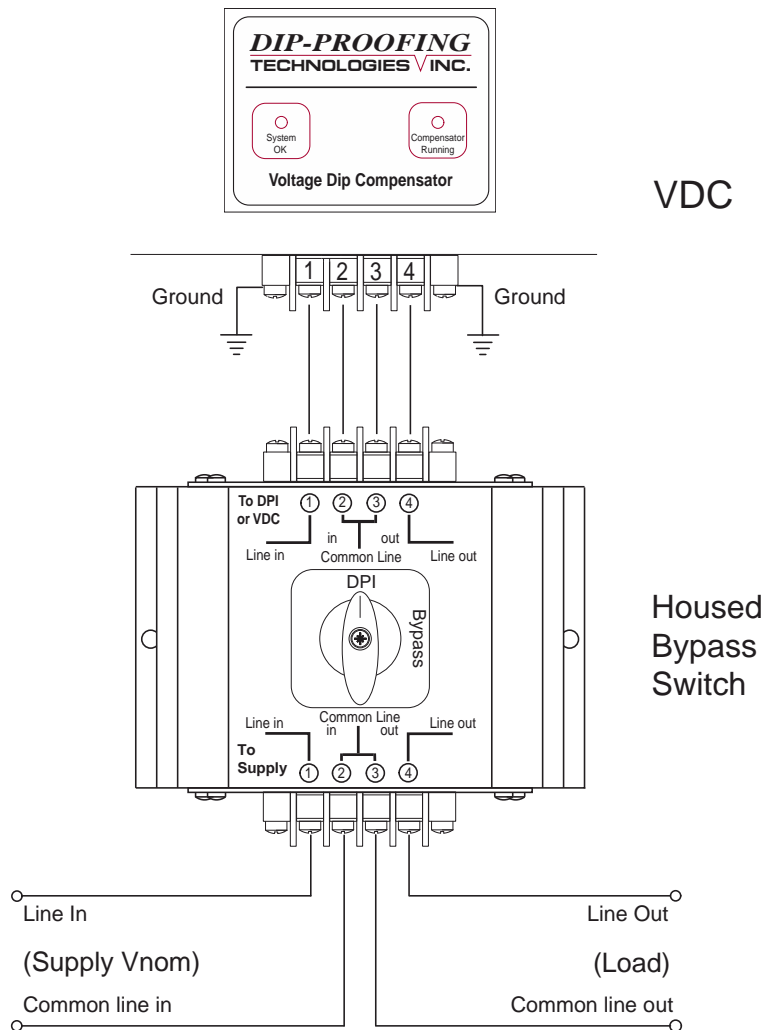 DIP-PROOFING
TECHNOLOGIES INC.
System
OK
Compensator
Running
Voltage Dip Compensator
VDC
1 2 3 4
Ground
Ground
To DPI
or VDC
1 2 3 4
Line in
in
out
Common Line
Line out
DPI
Bypass
Housed
Bypass
Switch
Line in
Common Line
in
out
Line out
To
Supply
1 2 3 4
Line In
Line Out
(Supply Vnom)
(Load)
Common line in
Common line out